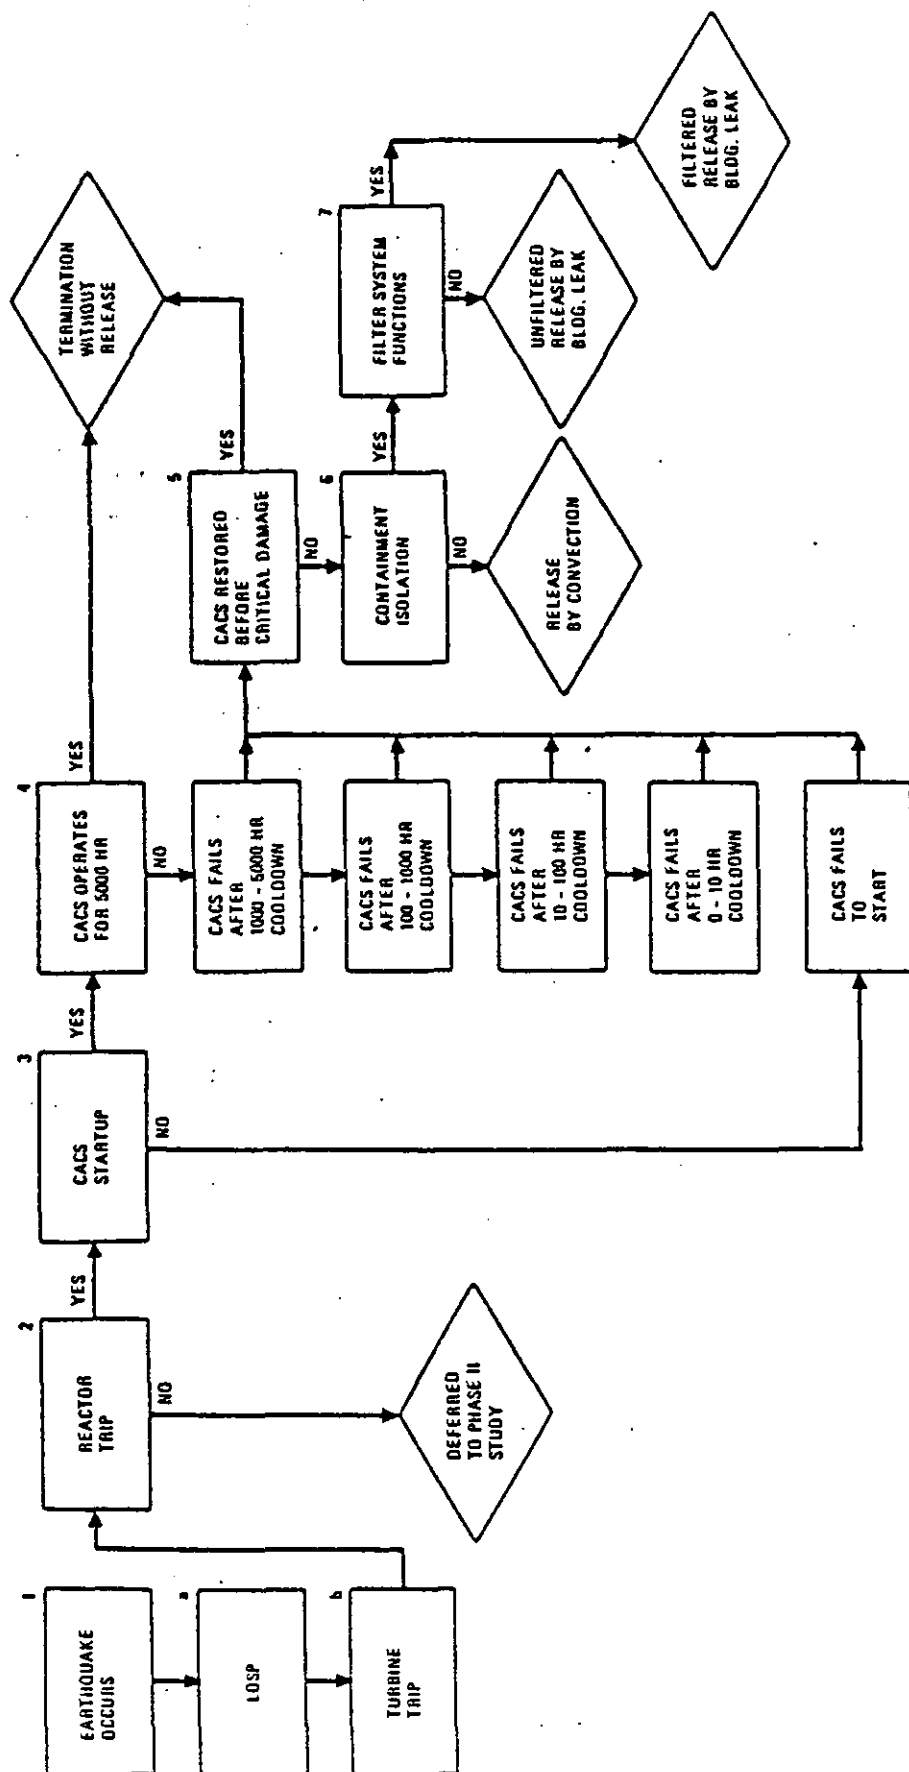 1
EARTHQUAKE
OCCURS
a
LOSP
b
TURBINE
TRIP
2
REACTOR
TRIP
YES
NO
DEFERRED
TO PHASE II
STUDY
3
CACS
STARTUP
YES
NO
4
CACS OPERATES
FOR 5000 HR
YES
NO
CACS FAILS
AFTER
1000 - 5000 HR
COOLDOWN
CACS FAILS
AFTER
100 - 1000 HR
COOLDOWN
CACS FAILS
AFTER
10 - 100 HR
COOLDOWN
CACS FAILS
AFTER
0 - 10 HR
COOLDOWN
CACS FAILS
TO START
5
CACS RESTORED
BEFORE
CRITICAL DAMAGE
YES
NO
TERMINATION
WITHOUT
RELEASE
6
CONTAINMENT
ISOLATION
YES
NO
RELEASE
BY CONVECTION
7
FILTER SYSTEM
FUNCTIONS
YES
NO
UNFILTERED
RELEASE BY
BLDG. LEAK
FILTERED
RELEASE BY
BLDG. LEAK